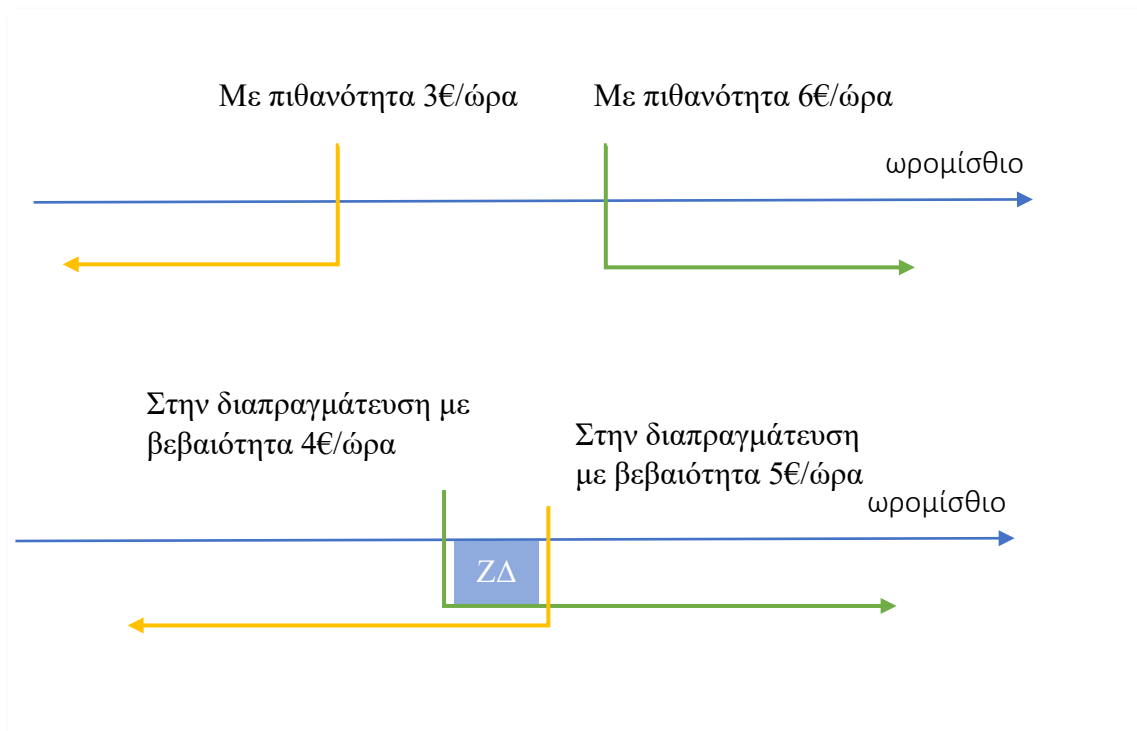 Με πιθανότητα 3€/ώρα Με πιθανότητα 6€/ώρα
ωρομίσθιο
Στην διαπραγμάτευση με
βεβαιότητα 4€/ώρα
Στην διαπραγμάτευση
με βεβαιότητα 5€/ώρα
ωρομίσθιο
ΖΔ